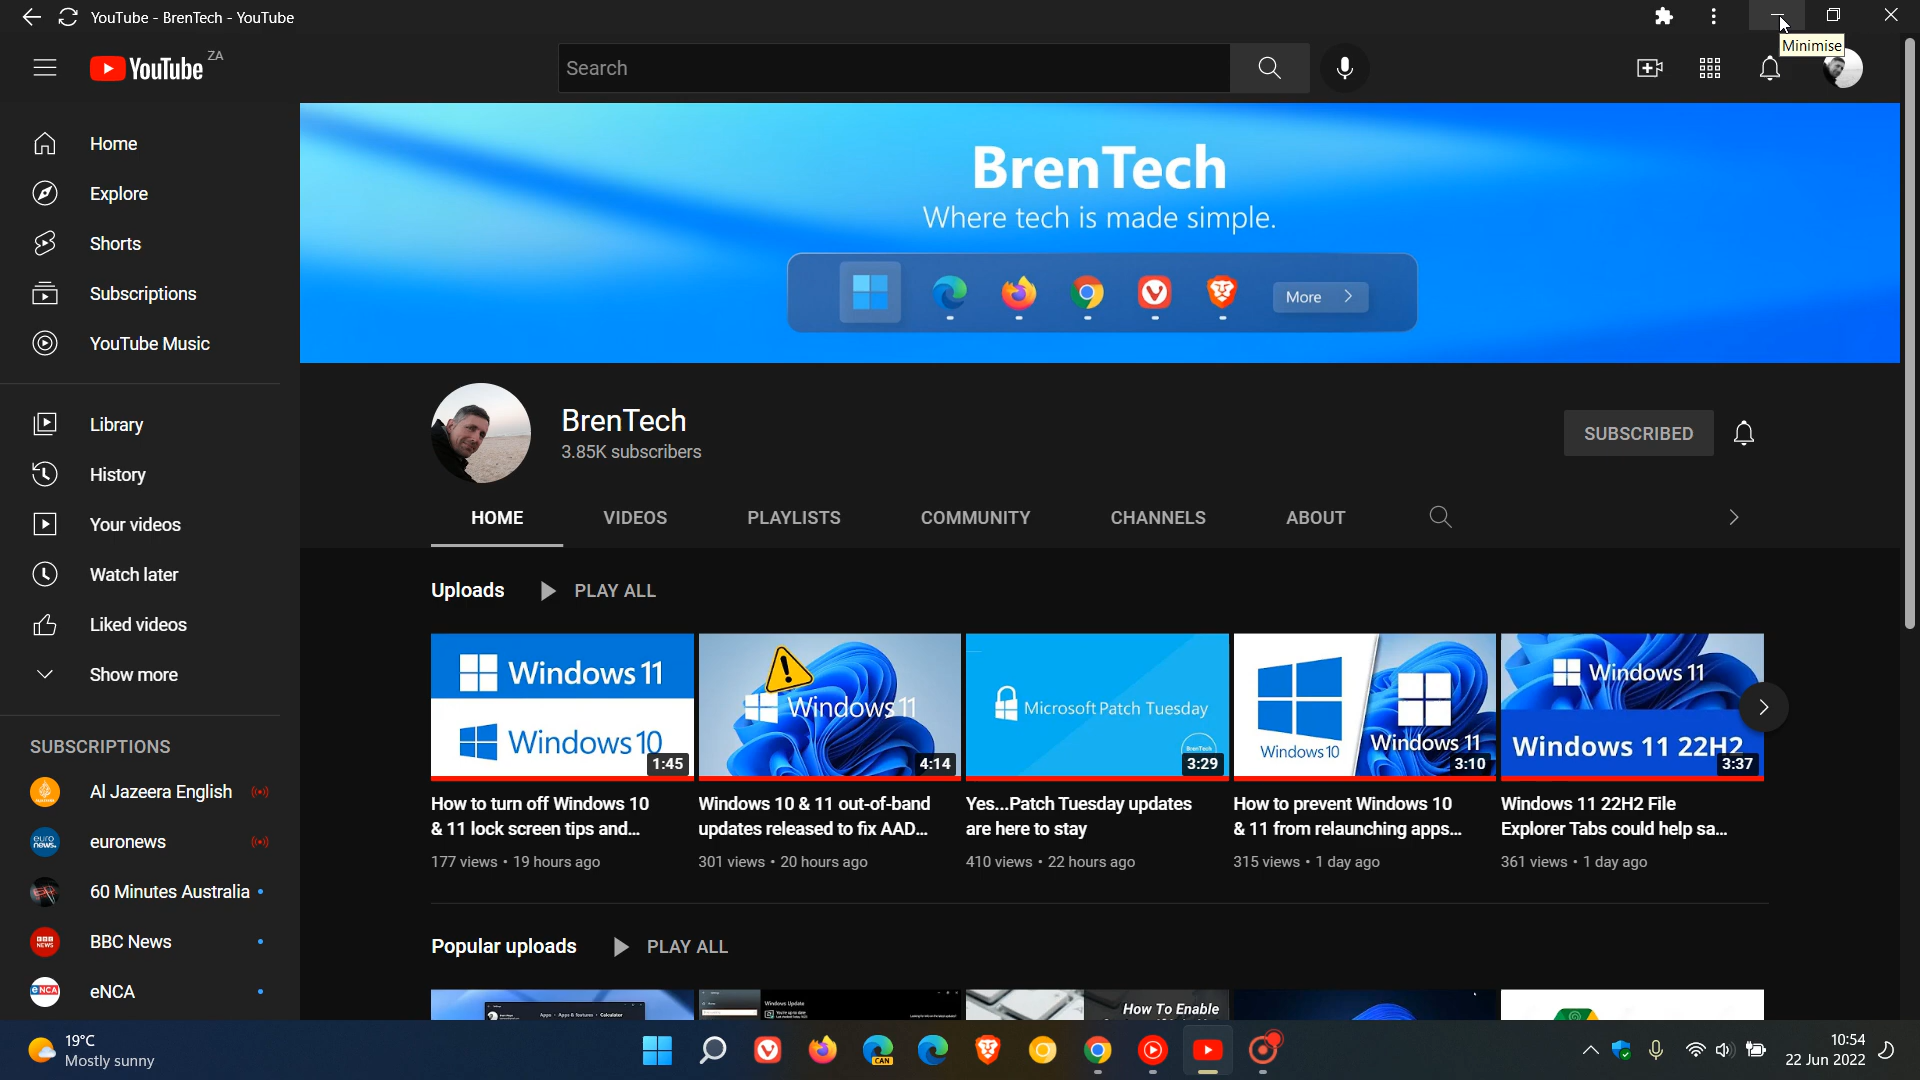 YouTube - BrenTech - YouTube
Minimise
YouTube ZA
Search
Home
Explore
Shorts
Subscriptions
YouTube Music
Library
History
Your videos
Watch later
Liked videos
Show more
SUBSCRIPTIONS
Al Jazeera English
euronews
60 Minutes Australia
BBC News
eNCA
BrenTech
Where tech is made simple.
More
BrenTech
3.85K subscribers
SUBSCRIBED
HOME VIDEOS PLAYLISTS COMMUNITY CHANNELS ABOUT
Uploads PLAY ALL
Windows 11
Windows 10
1:45
How to turn off Windows 10
& 11 lock screen tips and...
177 views • 19 hours ago
Windows 11
4:14
Windows 10 & 11 out-of-band
updates released to fix AAD...
301 views • 20 hours ago
Microsoft Patch Tuesday
BrenTech
3:29
Yes...Patch Tuesday updates
are here to stay
410 views • 22 hours ago
Windows 10
Windows 11
3:10
How to prevent Windows 10
& 11 from relaunching apps...
315 views • 1 day ago
Windows 11
Windows 11 22H2
3:37
Windows 11 22H2 File
Explorer Tabs could help sa...
361 views • 1 day ago
Popular uploads PLAY ALL
Apps › Apps & features › Calculator
Windows Update
How To Enable
19°C
Mostly sunny
CAN
10:54
22 Jun 2022